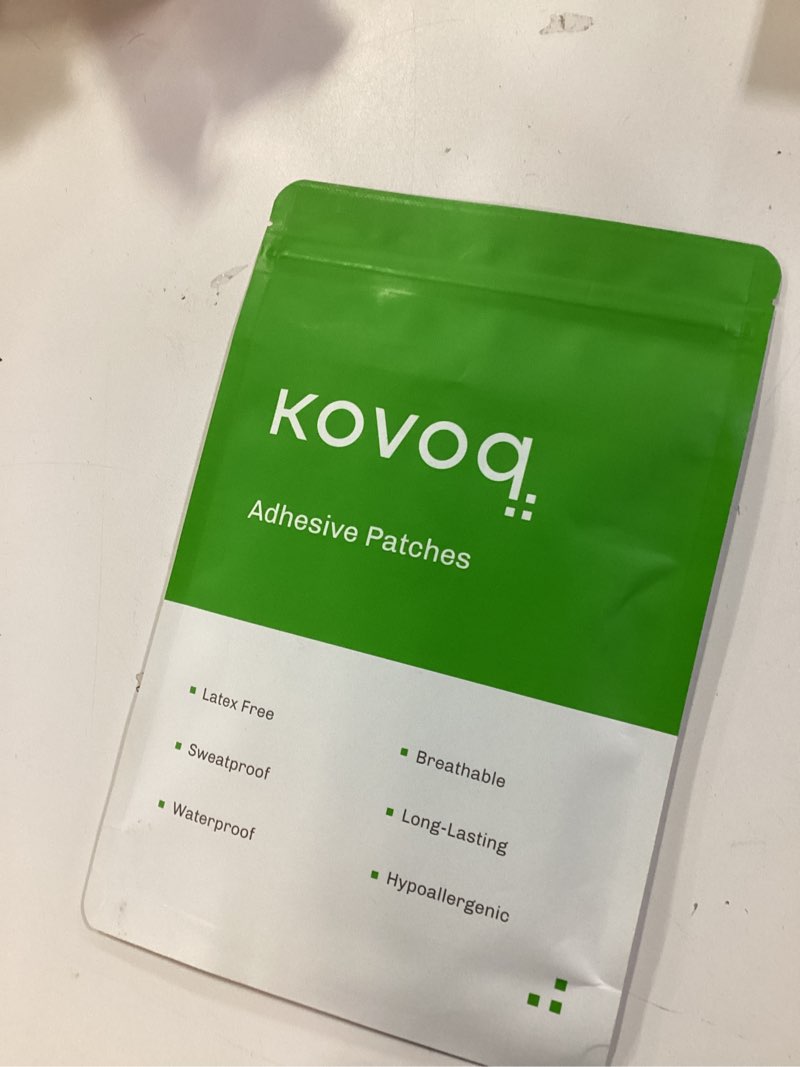 KOVOQ
Adhesive Patches
Latex Free
Sweatproof
Waterproof
Breathable
Long-Lasting
Hypoallergenic